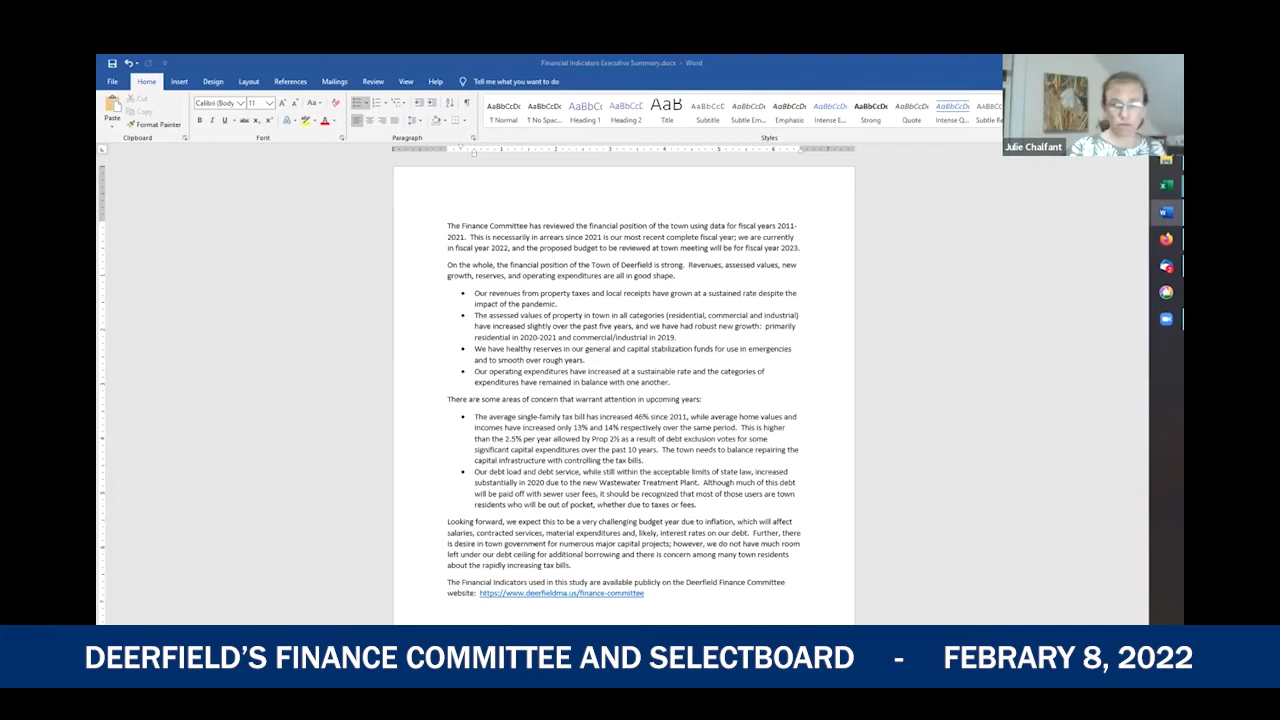 Financial Indicators Executive Summary.docx - Word
File Home Insert Design Layout References Mailings Review View Help Tell me what you want to do
Cut
Copy
Paste
Format Painter
Calibri (Body 11
AaBbCcDc AaBbCcDc AaBbCc AaBbCcC AaB AaBbCcC AaBbCcDc AaBbCcDc AaBbCcDc AaBbCcDc AaBbCcDc AaBbCcDc AaBbCcDc
¶ Normal ¶ No Spac... Heading 1 Heading 2 Title Subtitle Subtle Em... Emphasis Intense E... Strong Quote Intense Q... Subtle Ra
Clipboard Font Paragraph Styles
Julie Chalfant
The Finance Committee has reviewed the financial position of the town using data for fiscal years 2011-
2021. This is necessarily in arrears since 2021 is our most recent complete fiscal year; we are currently
in fiscal year 2022, and the proposed budget to be reviewed at town meeting will be for fiscal year 2023.
On the whole, the financial position of the Town of Deerfield is strong. Revenues, assessed values, new
growth, reserves, and operating expenditures are all in good shape.
• Our revenues from property taxes and local receipts have grown at a sustained rate despite the
impact of the pandemic.
• The assessed values of property in town in all categories (residential, commercial and industrial)
have increased slightly over the past five years, and we have had robust new growth: primarily
residential in 2020-2021 and commercial/industrial in 2019.
• We have healthy reserves in our general and capital stabilization funds for use in emergencies
and to smooth over rough years.
• Our operating expenditures have increased at a sustainable rate and the categories of
expenditures have remained in balance with one another.
There are some areas of concern that warrant attention in upcoming years:
• The average single-family tax bill has increased 46% since 2011, while average home values and
incomes have increased only 13% and 14% respectively over the same period. This is higher
than the 2.5% per year allowed by Prop 2½ as a result of debt exclusion votes for some
significant capital expenditures over the past 10 years. The town needs to balance repairing the
capital infrastructure with controlling the tax bills.
• Our debt load and debt service, while still within the acceptable limits of state law, increased
substantially in 2020 due to the new Wastewater Treatment Plant. Although much of this debt
will be paid off with sewer user fees, it should be recognized that most of those users are town
residents who will be out of pocket, whether due to taxes or fees.
Looking forward, we expect this to be a very challenging budget year due to inflation, which will affect
salaries, contracted services, material expenditures and, likely, interest rates on our debt. Further, there
is desire in town government for numerous major capital projects; however, we do not have much room
left under our debt ceiling for additional borrowing and there is concern among many town residents
about the rapidly increasing tax bills.
The Financial Indicators used in this study are available publicly on the Deerfield Finance Committee
website: https://www.deerfieldma.us/finance-committee
DEERFIELD'S FINANCE COMMITTEE AND SELECTBOARD - FEBRARY 8, 2022